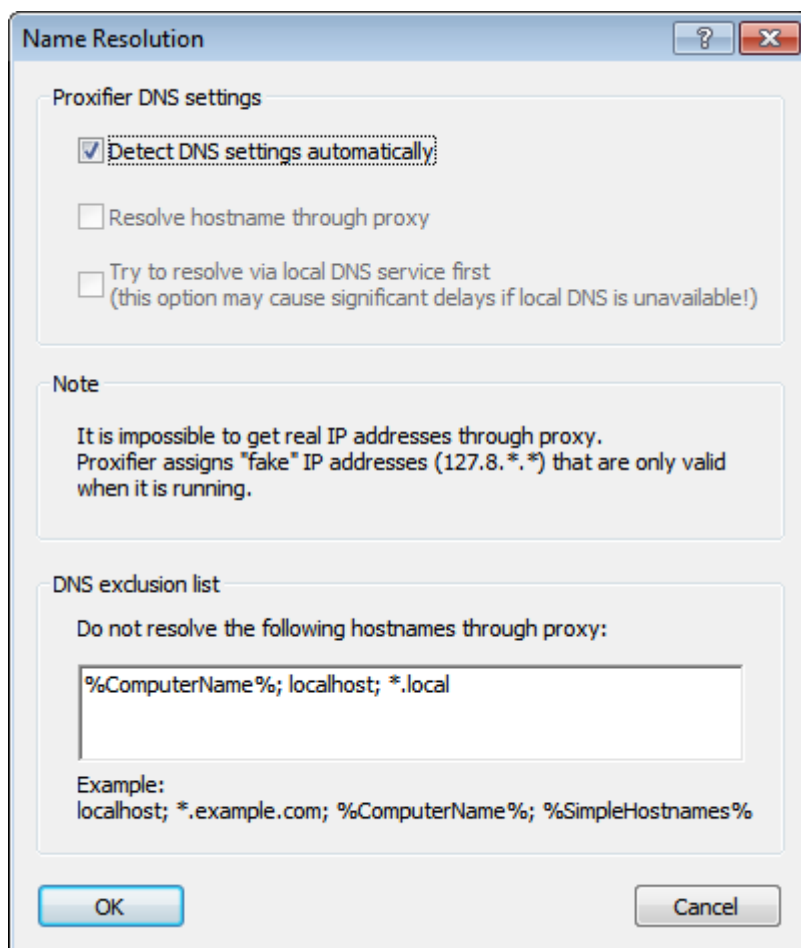 Name Resolution
Proxifier DNS settings
Detect DNS settings automatically
Resolve hostname through proxy
Try to resolve via local DNS service first
(this option may cause significant delays if local DNS is unavailable!)
Note
It is impossible to get real IP addresses through proxy.
Proxifier assigns "fake" IP addresses (127.8.*.*) that are only valid
when it is running.
DNS exclusion list
Do not resolve the following hostnames through proxy:
%ComputerName%; localhost; *.local
Example:
localhost; *.example.com; %ComputerName%; %SimpleHostnames%
OK
Cancel